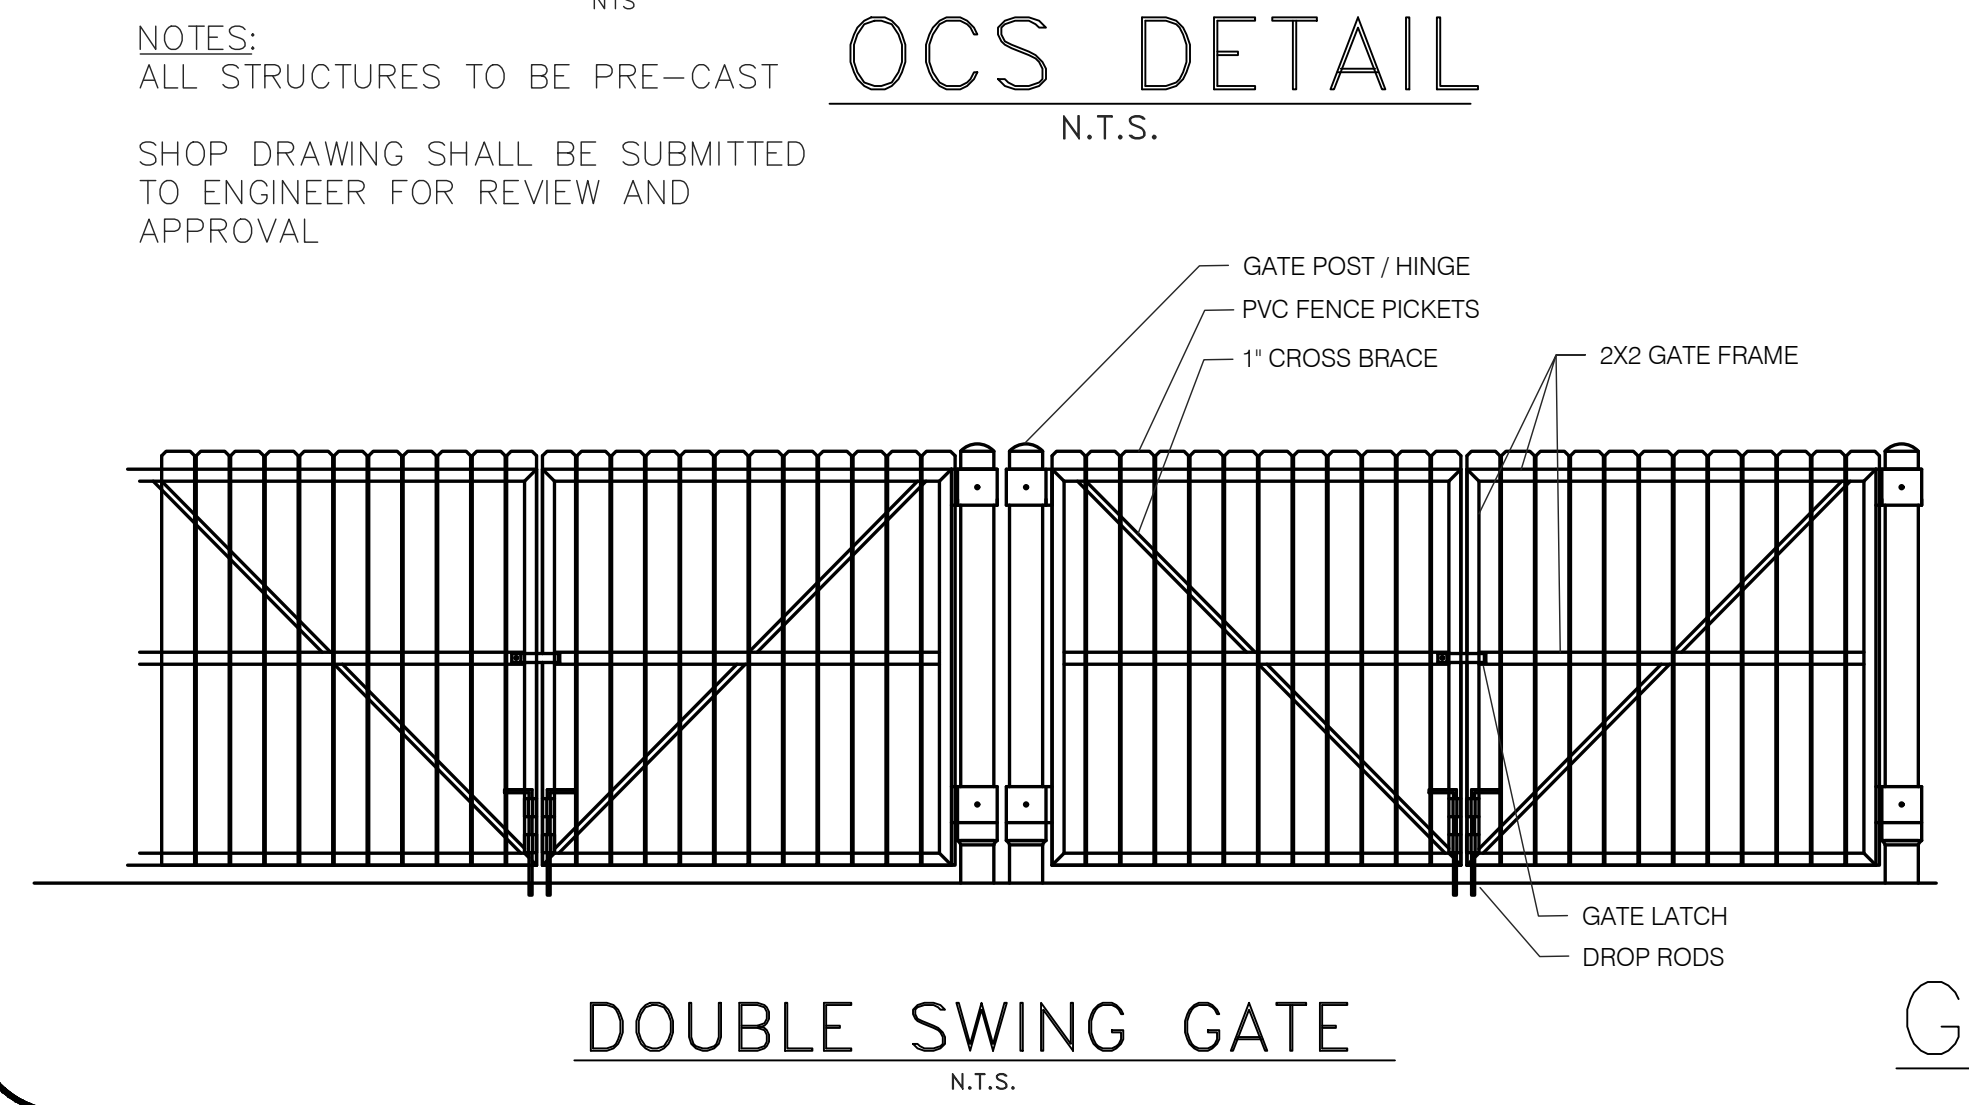 NTS
NOTES:
ALL STRUCTURES TO BE PRE-CAST
SHOP DRAWING SHALL BE SUBMITTED
TO ENGINEER FOR REVIEW AND
APPROVAL
OCS DETAIL
N.T.S.
GATE POST / HINGE
PVC FENCE PICKETS
1" CROSS BRACE
2X2 GATE FRAME
GATE LATCH
DROP RODS
DOUBLE SWING GATE
N.T.S.
G